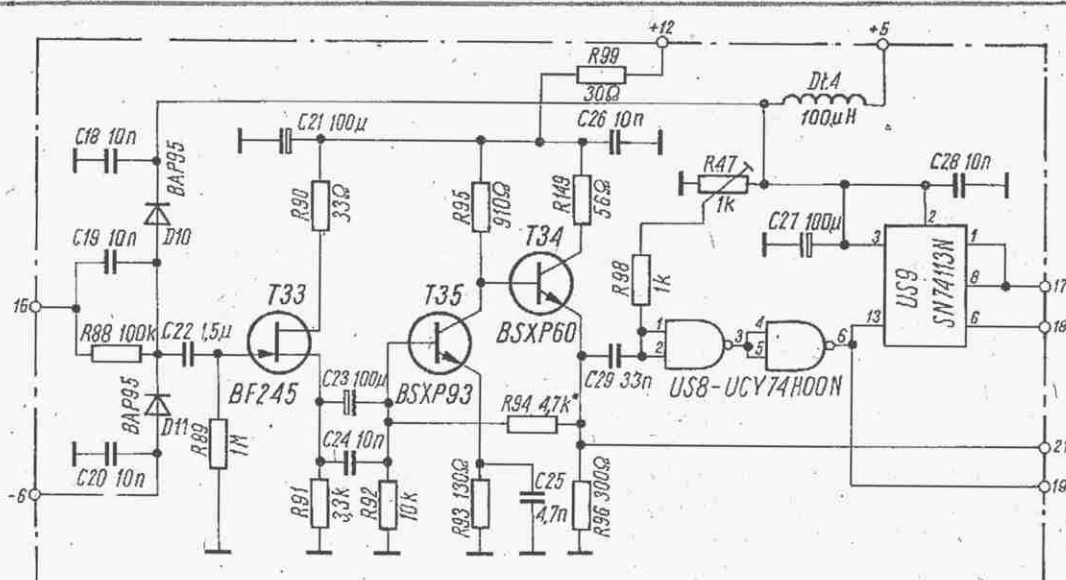 +12
+5
R99
30Ω
Dł.4
100μH
C18 10n
BAP95
C21 100μ
C26 10n
R47
1k
C28 10n
R90
33Ω
R95
910Ω
R149
56Ω
C19 10n
D10
C27 100μ
2
3
1
8
6
13
US9
SN74113N
17
18
15
T33
T35
T34
BSXP60
R98
1k
R88 100k
C22 1,5μ
BF245
BSXP93
C29 33n
1
2
3
4
5
6
US8-UCY74H00N
BAP95
D11
R89
1M
C23 100μ
C24 10n
R94 4,7k
21
C20 10n
-6
R91
3,3k
R92
10k
R93 130Ω
C25
4,7n
R96 300Ω
19